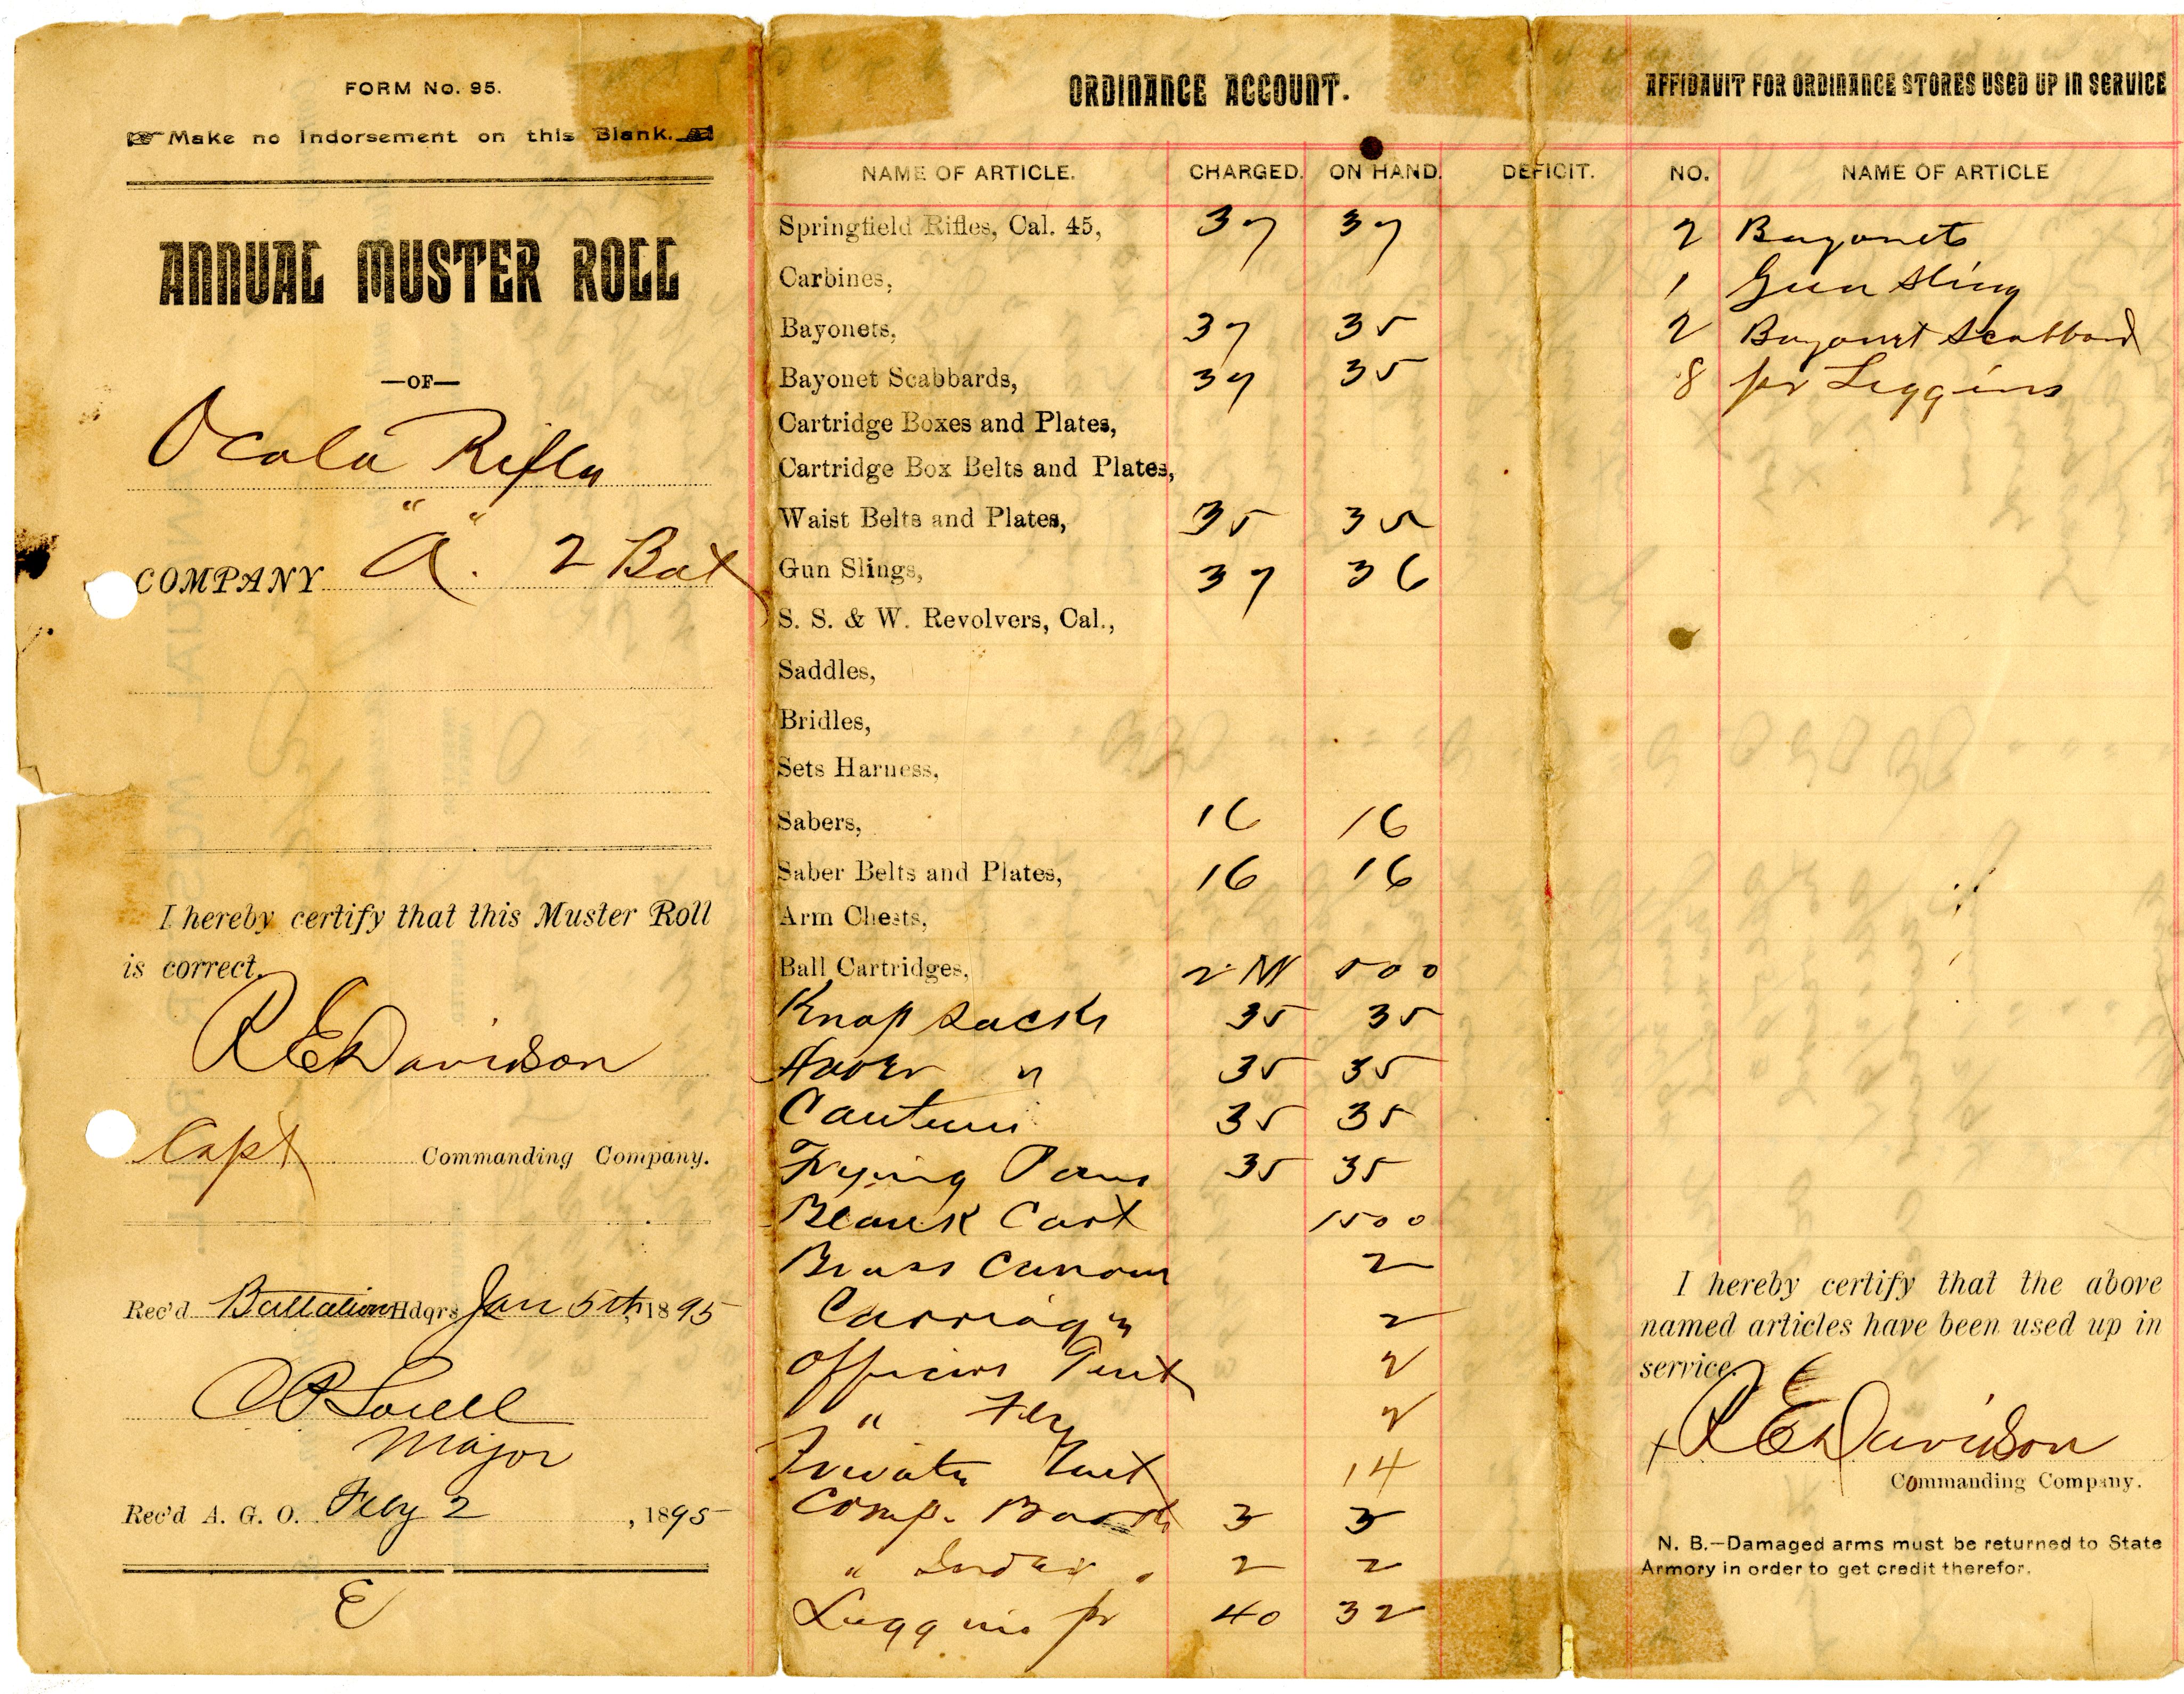 FORM No. 95.
Make no Indorsement on this Blank.
ANNUAL MUSTER ROLL
—OF—
Ocala Rifles
COMPANY "A". 2 Bat
I hereby certify that this Muster Roll
is correct.
R E Davidson
Capt Commanding Company.
Rec'd Battalion Hdqrs Jan 5th, 1895
Major
Rec'd A. G. O. Feby 2, 1895
E
ORDINANCE ACCOUNT.
NAME OF ARTICLE. CHARGED. ON HAND. DEFICIT.
Springfield Rifles, Cal. 45, 37 37
Carbines,
Bayonets, 37 35
Bayonet Scabbards, 37 35
Cartridge Boxes and Plates,
Cartridge Box Belts and Plates,
Waist Belts and Plates, 35 35
Gun Slings, 37 36
S. S. & W. Revolvers, Cal.,
Saddles,
Bridles,
Sets Harness,
Sabers, 16 16
Saber Belts and Plates, 16 16
Arm Chests,
Ball Cartridges, 2 M 500
Knap sacks 35 35
Haver " 35 35
Canteens 35 35
Frying Pans 35 35
Blank Cart 1500
Brass Cannon 2
Carriages 2
Officers Tent 2
" Fly 2
Private Tent 14
Comp. 3 3
" 2 2
Leggins pr 40 32
AFFIDAVIT FOR ORDINANCE STORES USED UP IN SERVICE
NO. NAME OF ARTICLE
2 Bayonets
1 Gun Sling
2 Bayonet Scabbard
8 pr Leggins
I hereby certify that the above
named articles have been used up in
service.
x R E Davidson
Commanding Company.
N. B.—Damaged arms must be returned to State
Armory in order to get credit therefor.